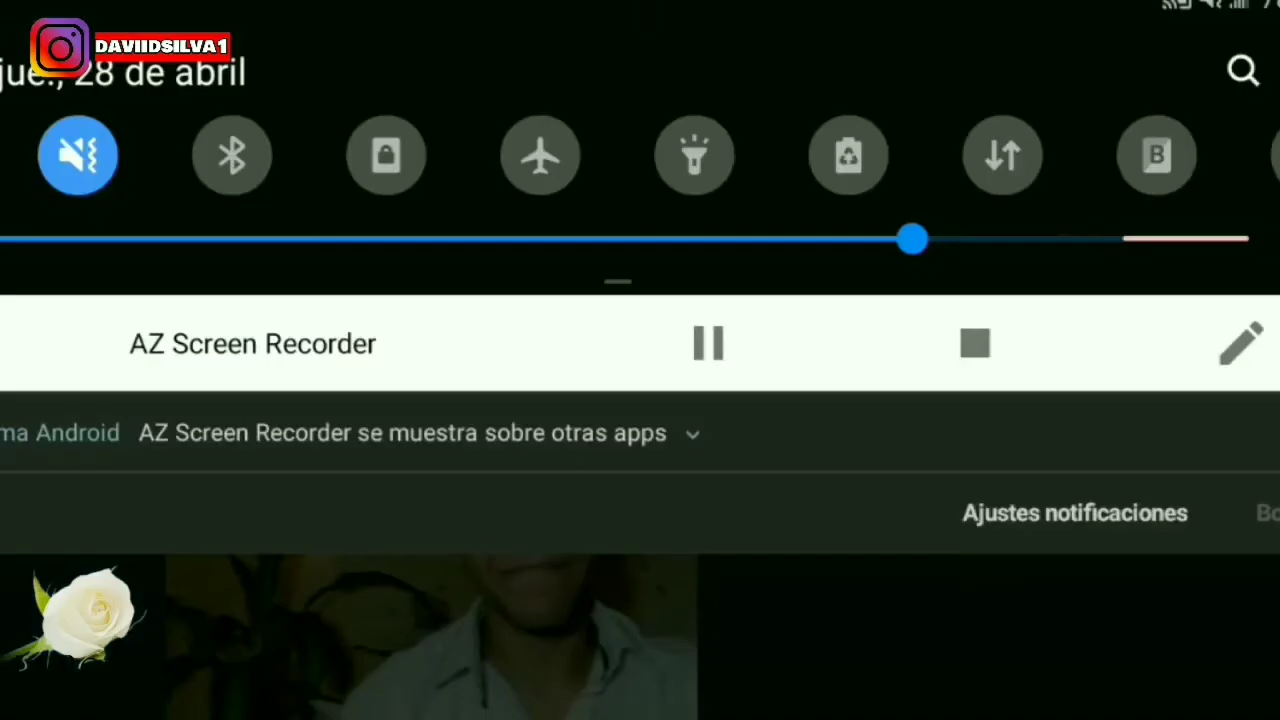 DAVIIDSILVA1
jue., 28 de abril
B
AZ Screen Recorder
ma Android AZ Screen Recorder se muestra sobre otras apps
Ajustes notificaciones Bo